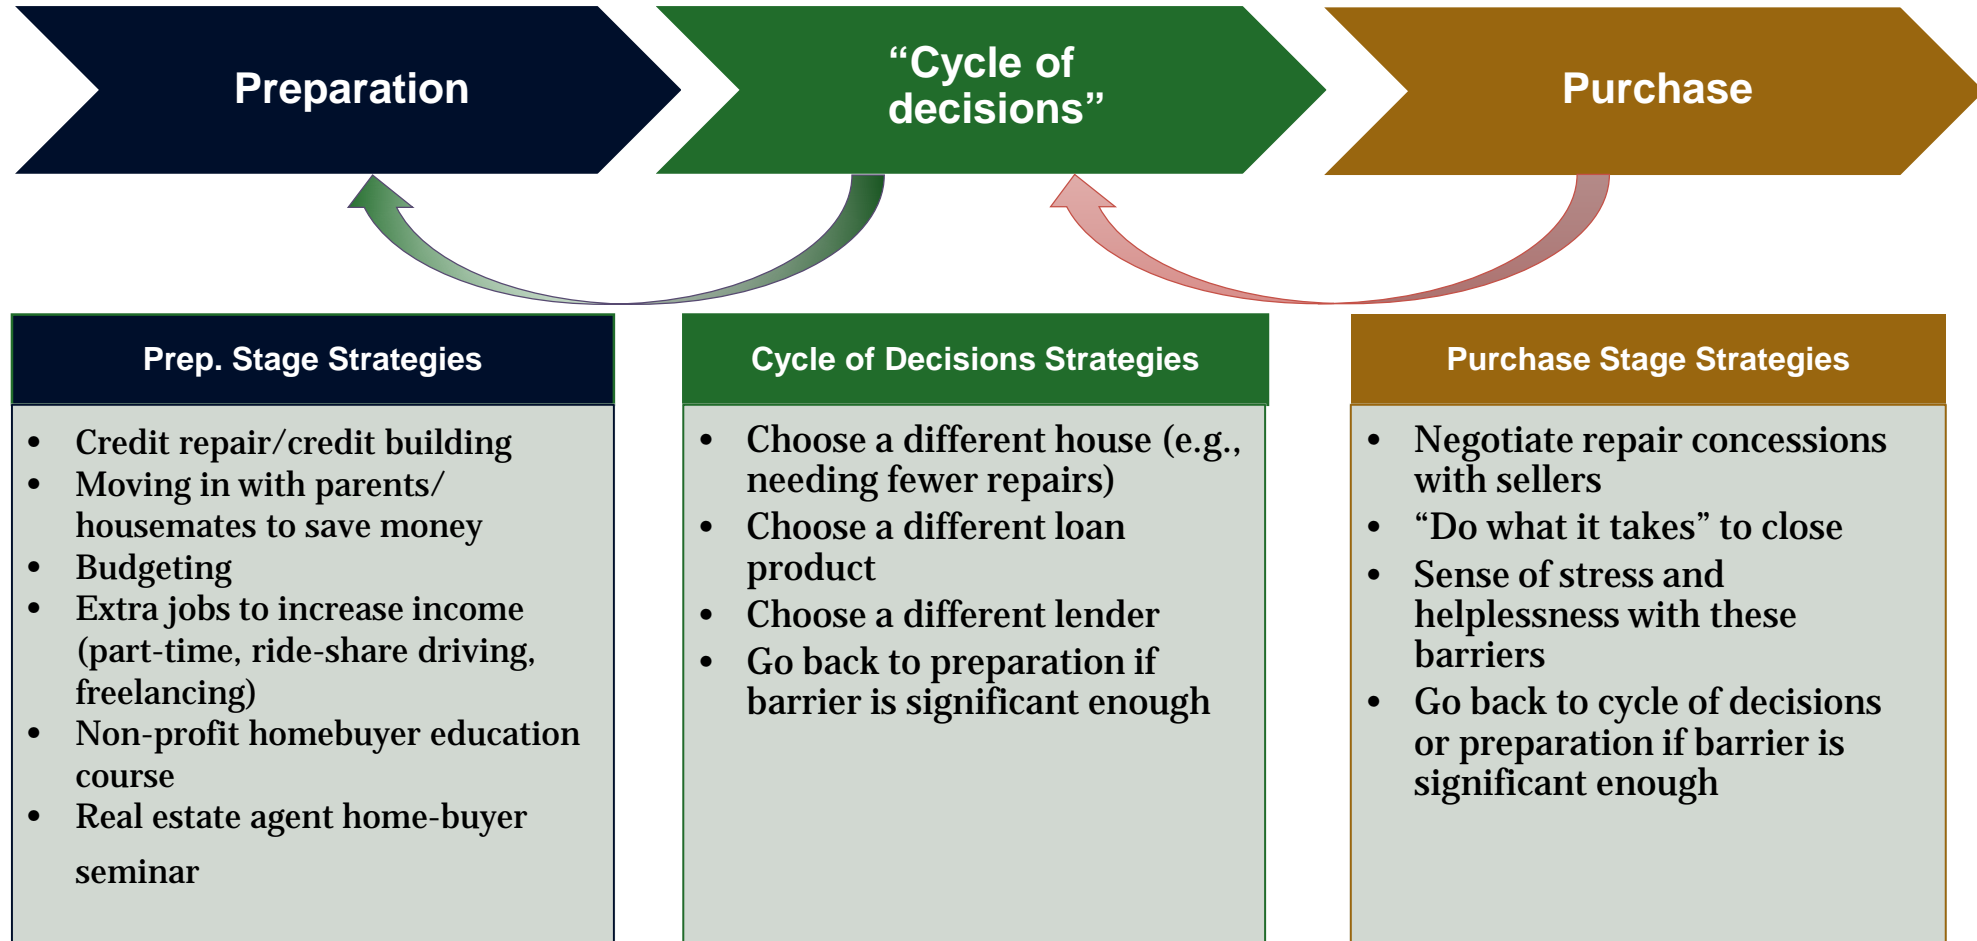 Preparation
“Cycle of
decisions”
Purchase
Prep. Stage Strategies
• Credit repair/credit building
• Moving in with parents/
housemates to save money
• Budgeting
• Extra jobs to increase income
(part-time, ride-share driving,
freelancing)
• Non-profit homebuyer education
course
• Real estate agent home-buyer
seminar
Cycle of Decisions Strategies
• Choose a different house (e.g.,
needing fewer repairs)
• Choose a different loan
product
• Choose a different lender
• Go back to preparation if
barrier is significant enough
Purchase Stage Strategies
• Negotiate repair concessions
with sellers
• “Do what it takes” to close
• Sense of stress and
helplessness with these
barriers
• Go back to cycle of decisions
or preparation if barrier is
significant enough